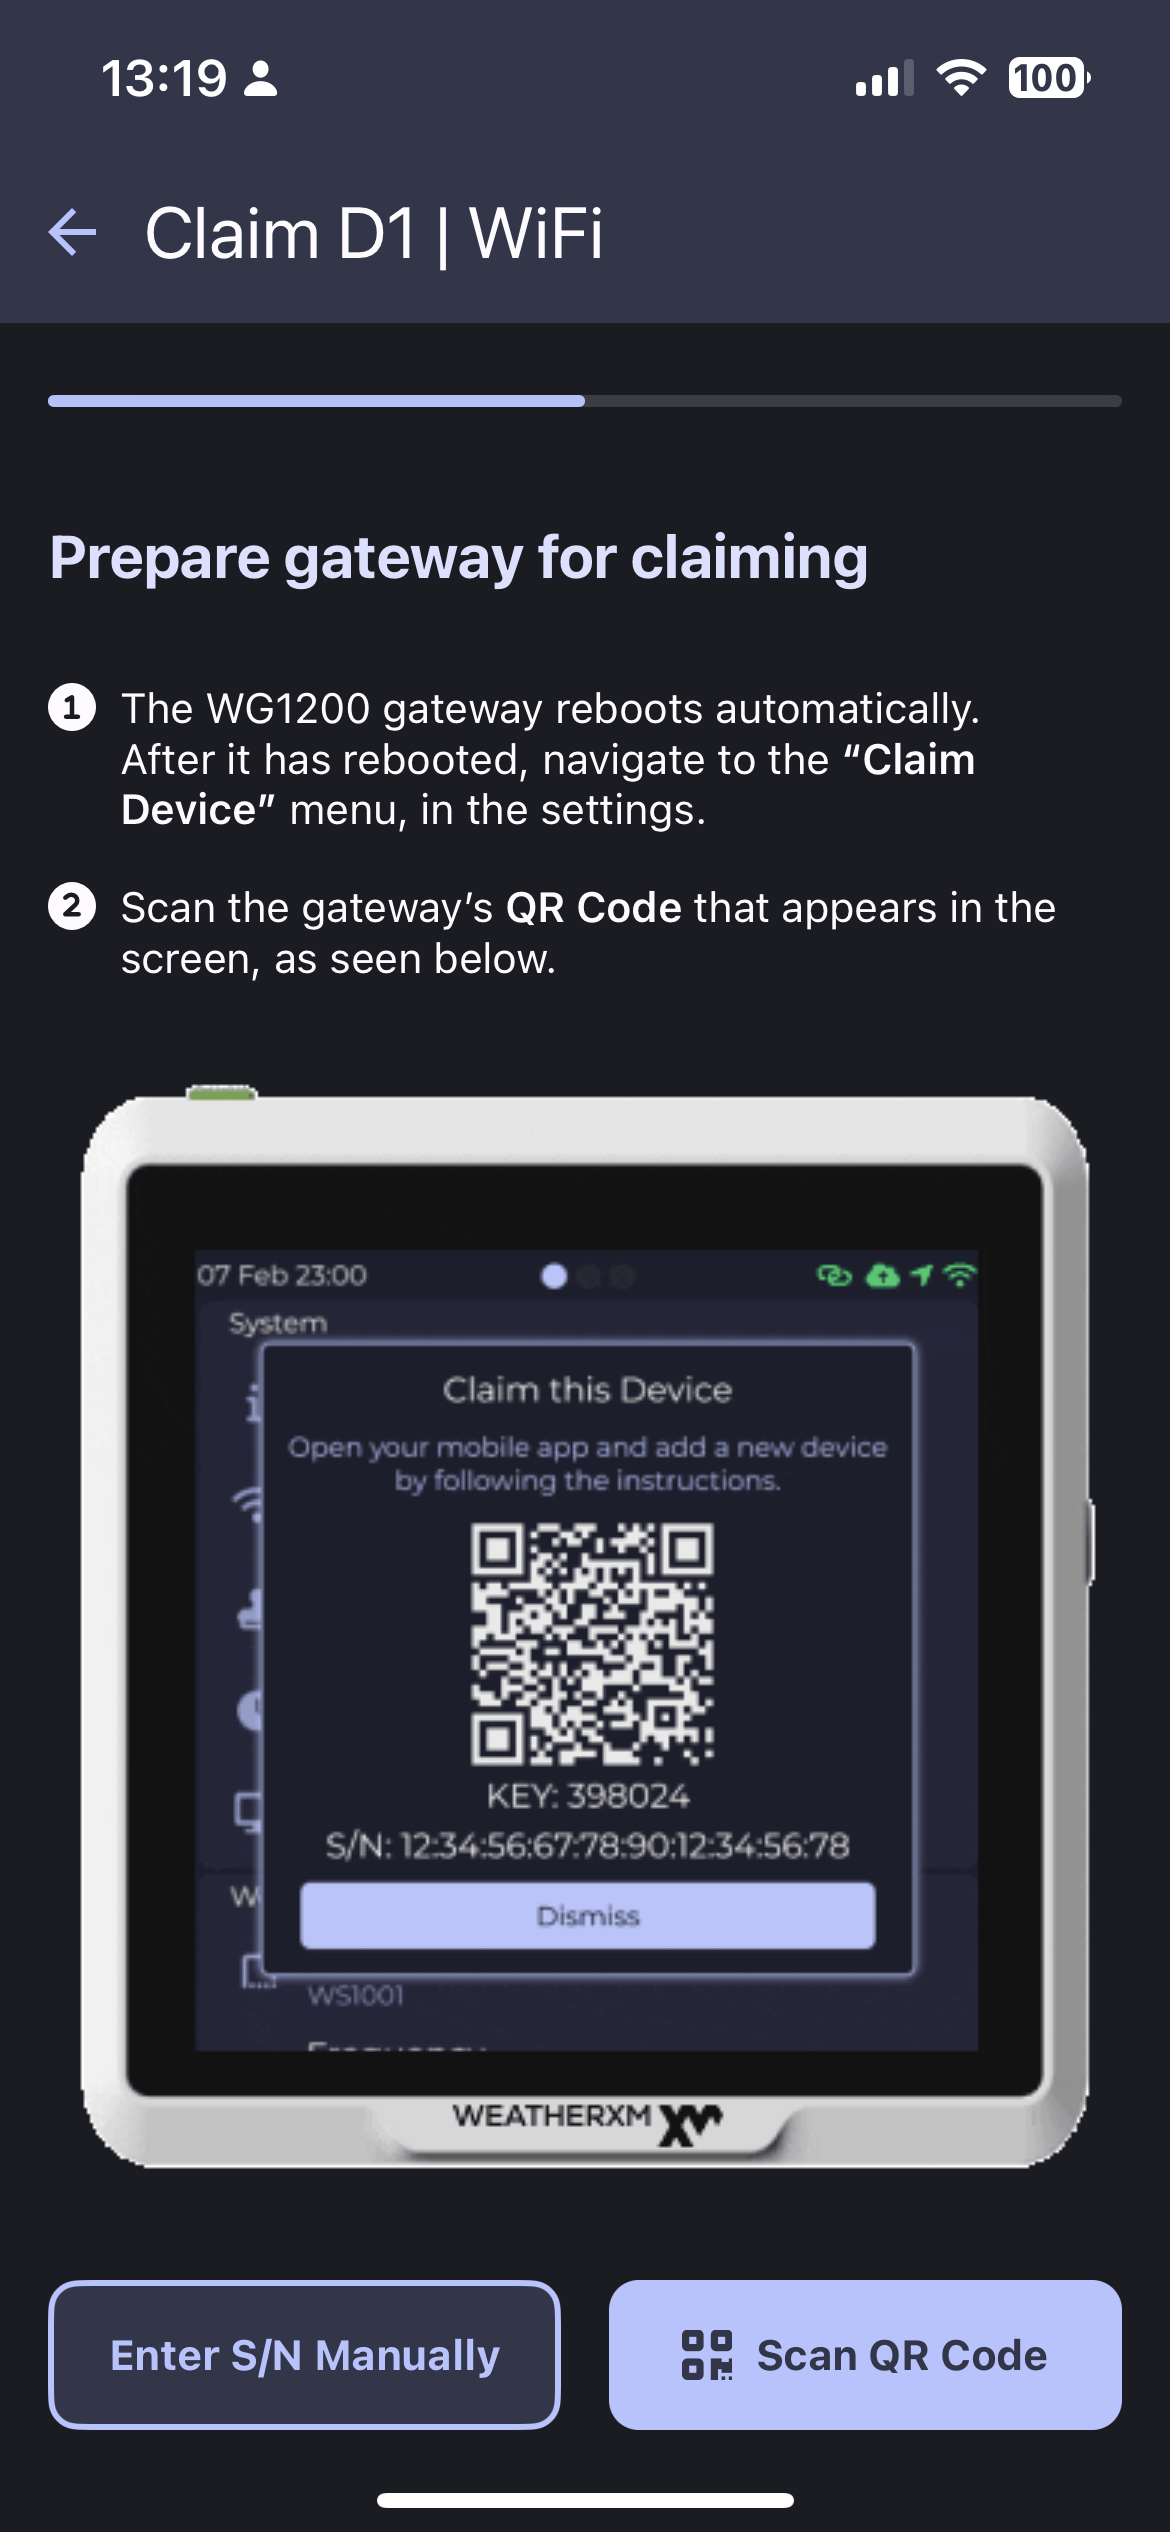 13:19
100
Claim D1 | WiFi
Prepare gateway for claiming
1 The WG1200 gateway reboots automatically.
After it has rebooted, navigate to the “Claim
Device” menu, in the settings.
2 Scan the gateway’s QR Code that appears in the
screen, as seen below.
07 Feb 23:00
System
Claim this Device
Open your mobile app and add a new device
by following the instructions.
KEY: 398024
S/N: 12:34:56:67:78:90:12:34:56:78
Dismiss
WS1001
Frequency
WEATHERXM
Enter S/N Manually
Scan QR Code